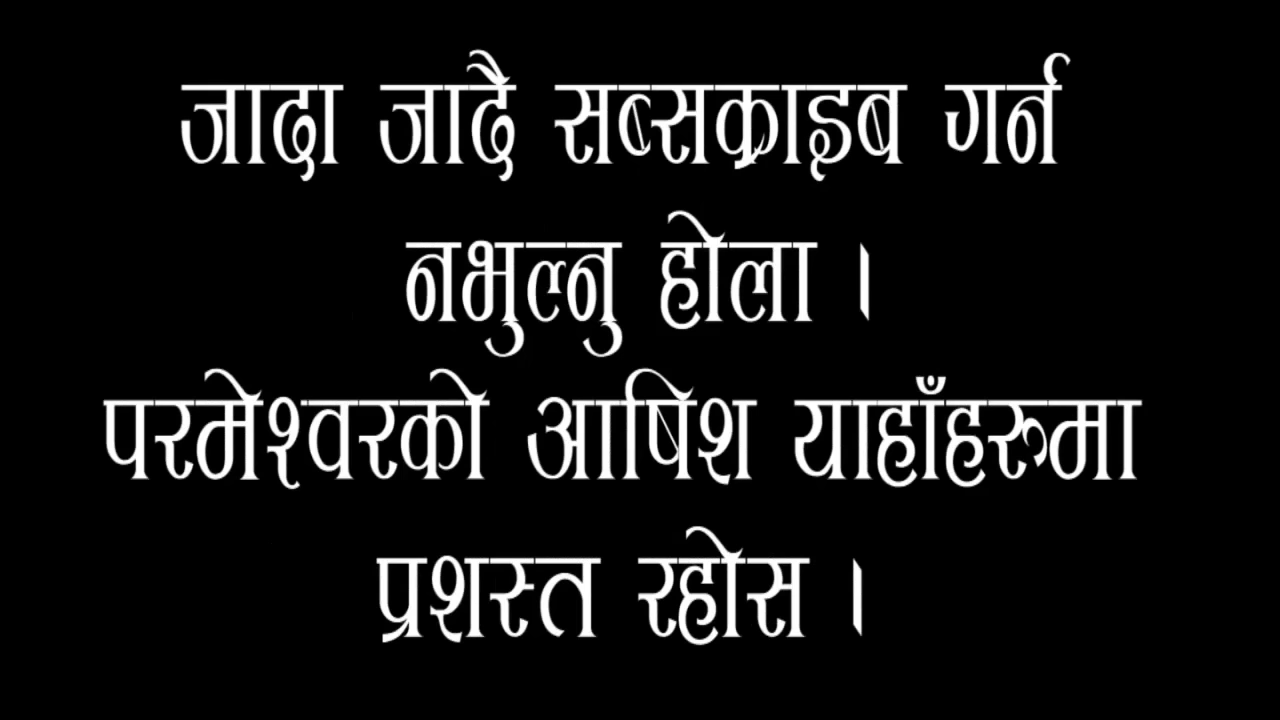 जादा जादै सब्सक्राइब गर्न
नभुल्नु होला ।
परमेश्वरको आषिश याहाँहरुमा
प्रशस्त रहोस ।